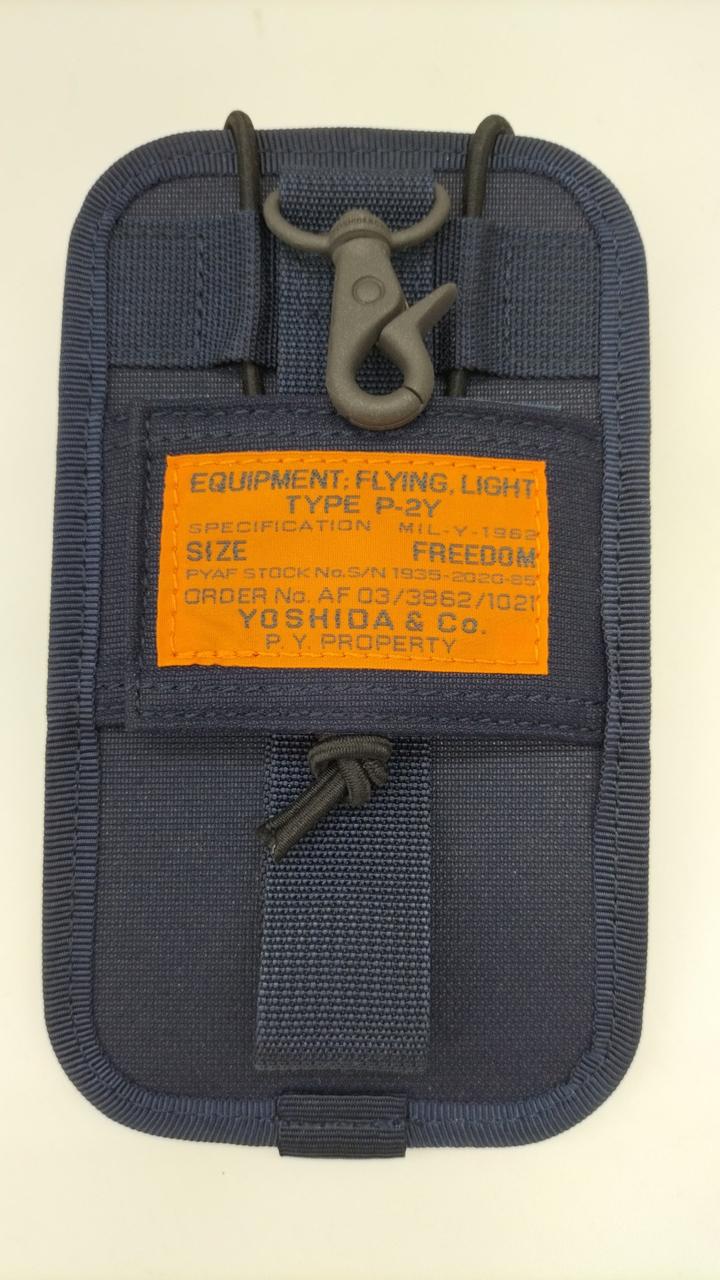 EQUIPMENT; FLYING, LIGHT
TYPE P-2Y
SPECIFICATION MIL-Y-1962
SIZE FREEDOM
PYAF STOCK No.S/N 1935-2020-85
ORDER No. AF 03/3862/1021
YOSHIDA & Co.
P. Y. PROPERTY